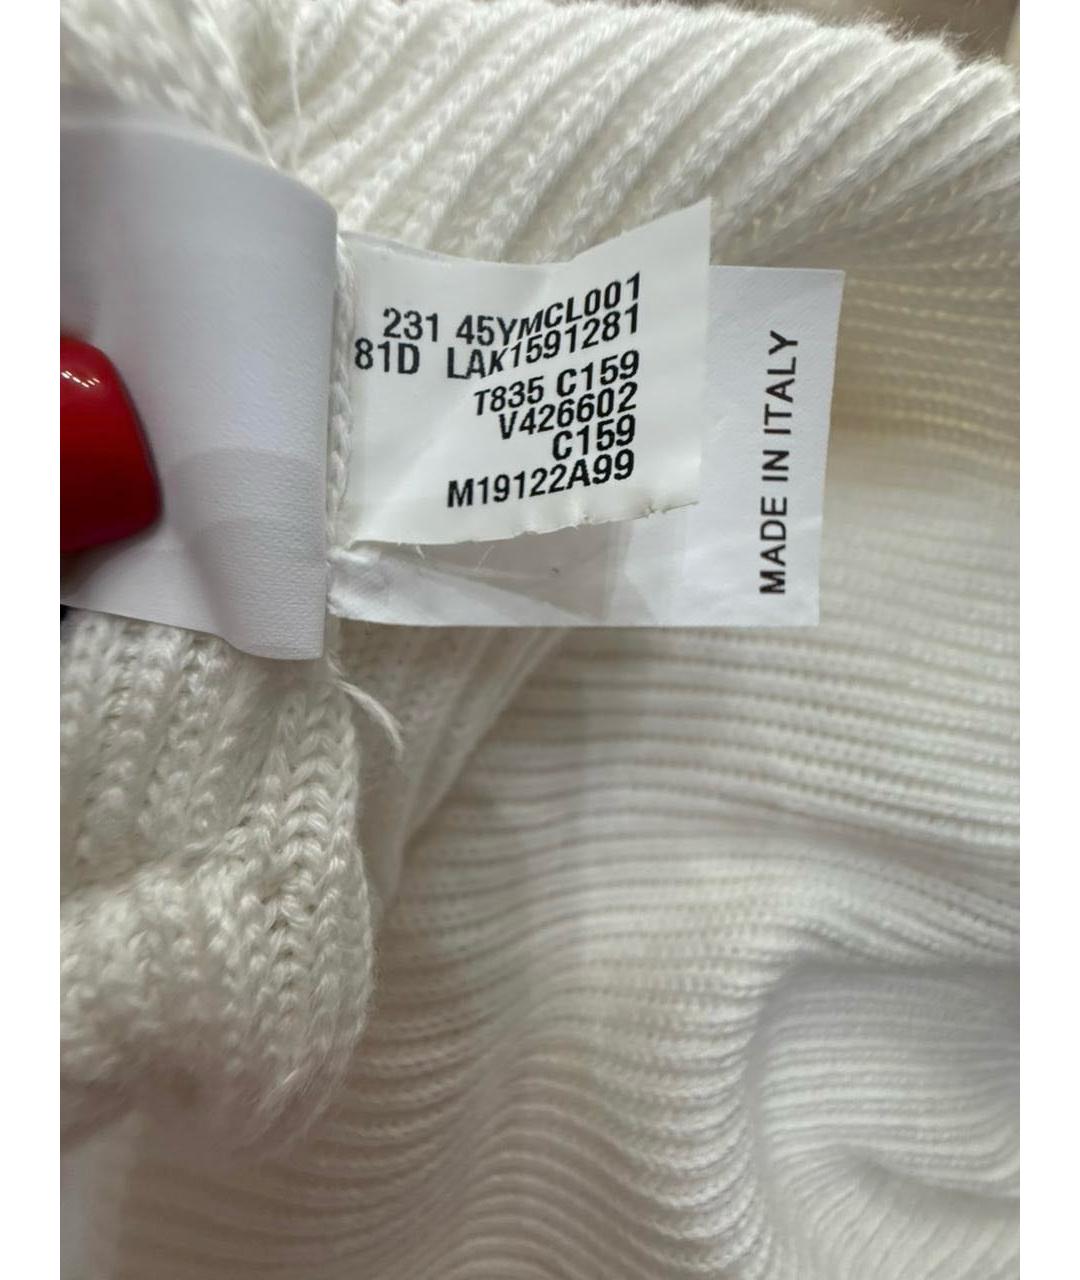 231 45YMCL001
81D LAK1591281
T835 C159
V426602
C159
M19122A99
MADE IN ITALY